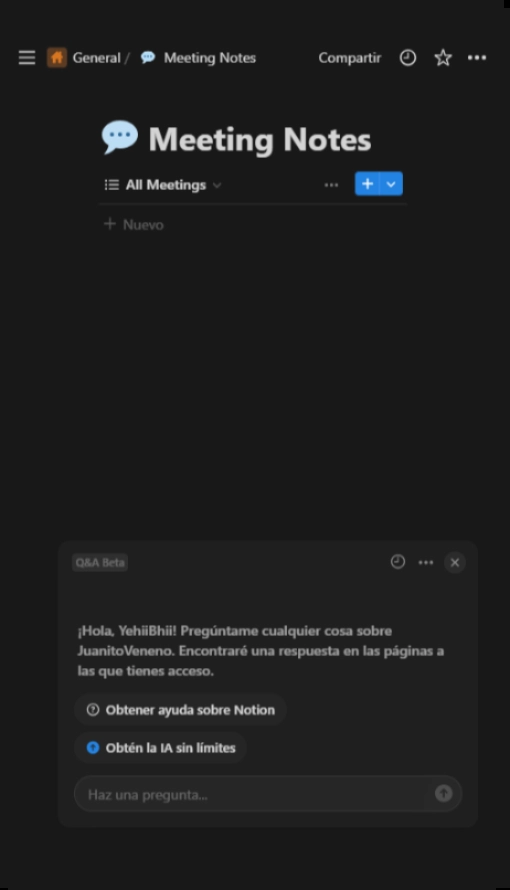 General / Meeting Notes Compartir
Meeting Notes
All Meetings
+ Nuevo
Q&A Beta
¡Hola, YehiiBhii! Pregúntame cualquier cosa sobre
JuanitoVeneno. Encontraré una respuesta en las páginas a
las que tienes acceso.
Obtener ayuda sobre Notion
Obtén la IA sin límites
Haz una pregunta...